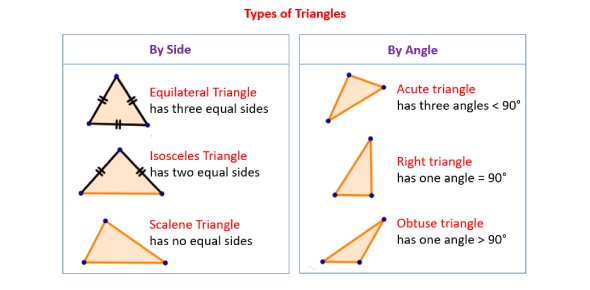 Types of Triangles
By Side
Equilateral Triangle
has three equal sides
Isosceles Triangle
has two equal sides
Scalene Triangle
has no equal sides
By Angle
Acute triangle
has three angles < 90°
Right triangle
has one angle = 90°
Obtuse triangle
has one angle > 90°